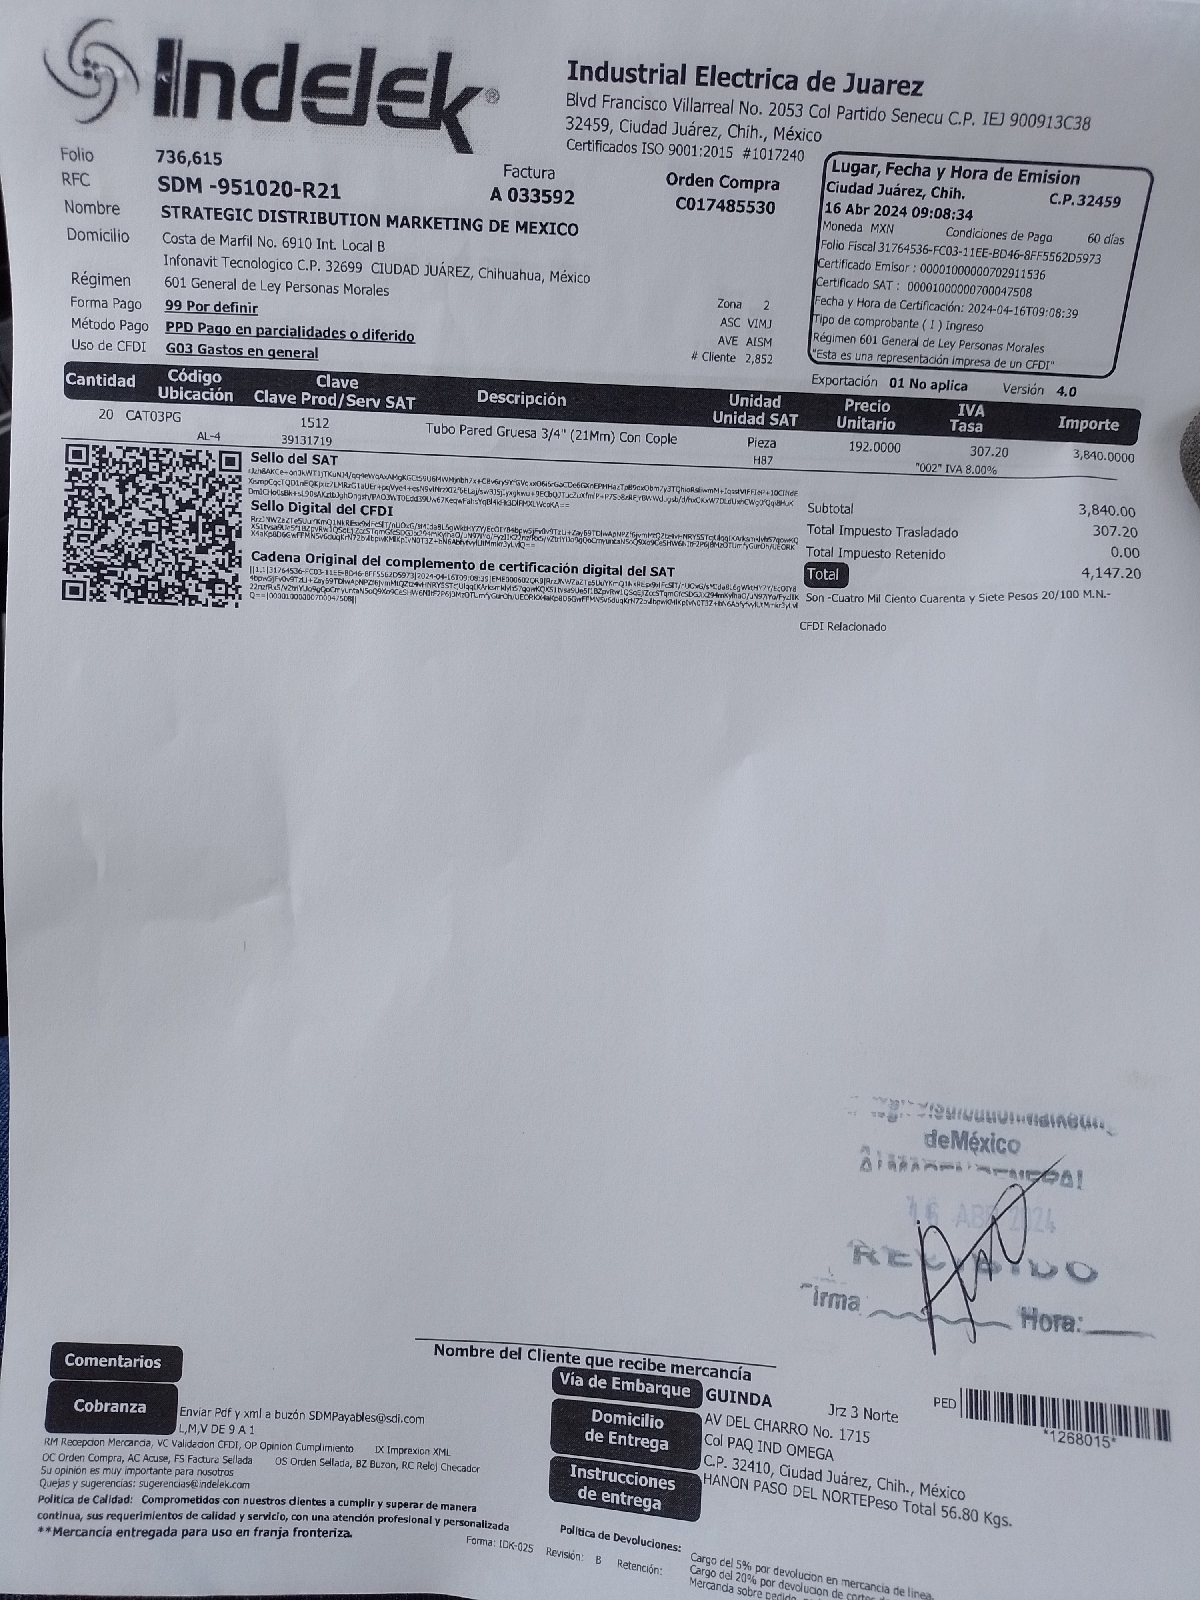 Indelek®
Industrial Electrica de Juarez
Blvd Francisco Villarreal No. 2053 Col Partido Senecu C.P. IEJ 900913C38
32459, Ciudad Juárez, Chih., México
Certificados ISO 9001:2015 #1017240
Folio 736,615
Factura
Orden Compra
RFC SDM -951020-R21
A 033592
C017485530
Nombre STRATEGIC DISTRIBUTION MARKETING DE MEXICO
Domicilio Costa de Marfil No. 6910 Int. Local B
Infonavit Tecnologico C.P. 32699 CIUDAD JUÁREZ, Chihuahua, México
Régimen 601 General de Ley Personas Morales
Forma Pago 99 Por definir
Método Pago PPD Pago en parcialidades o diferido
Uso de CFDI G03 Gastos en general
Zona 2
ASC VIMJ
AVE AISM
# Cliente 2,852
Lugar, Fecha y Hora de Emision
Ciudad Juárez, Chih. C.P. 32459
16 Abr 2024 09:08:34
Moneda MXN Condiciones de Pago 60 días
Folio Fiscal 31764536-FC03-11EE-BD46-8FF5562D5973
Certificado Emisor : 00001000000702911536
Certificado SAT : 00001000000700047508
Fecha y Hora de Certificación: 2024-04-16T09:08:39
Tipo de comprobante ( I ) Ingreso
Régimen 601 General de Ley Personas Morales
"Esta es una representación impresa de un CFDI"
Exportación 01 No aplica Versión 4.0
Cantidad Código Ubicación Clave Clave Prod/Serv SAT Descripción Unidad Unidad SAT Precio Unitario IVA Tasa Importe
20 CAT03PG 1512 Tubo Pared Gruesa 3/4" (21Mm) Con Cople Pieza 192.0000 307.20 3,840.0000
AL-4 39131719 H87 "002" IVA 8.00%
Sello del SAT
Sello Digital del CFDI
Cadena Original del complemento de certificación digital del SAT
Subtotal 3,840.00
Total Impuesto Trasladado 307.20
Total Impuesto Retenido 0.00
Total 4,147.20
Son -Cuatro Mil Ciento Cuarenta y Siete Pesos 20/100 M.N.-
CFDI Relacionado
de México
16 ABR 2024
RECIBIDO
Firma Hora:
Nombre del Cliente que recibe mercancía
Comentarios
Cobranza
Enviar Pdf y xml a buzón SDMPayables@sdi.com
L,M,V DE 9 A 1
RM Recepcion Mercancia, VC Validacion CFDI, OP Opinion Cumplimiento IX Imprexion XML
OC Orden Compra, AC Acuse, FS Factura Sellada OS Orden Sellada, BZ Buzon, RC Reloj Checador
Su opinión es muy importante para nosotros
Quejas y sugerencias: sugerencias@indelek.com
Politica de Calidad: Comprometidos con nuestros clientes a cumplir y superar de manera
continua, sus requerimientos de calidad y servicio, con una atención profesional y personalizada
**Mercancia entregada para uso en franja fronteriza.
Vía de Embarque GUINDA Jrz 3 Norte
Domicilio de Entrega
AV DEL CHARRO No. 1715
Col PAQ IND OMEGA
C.P. 32410, Ciudad Juárez, Chih., México
Instrucciones de entrega
HANON PASO DEL NORTEPeso Total 56.80 Kgs.
PED
*1268015*
Forma: IDK-025 Revisión: B Retención:
Politica de Devoluciones:
Cargo del 5% por devolucion en mercancia de linea.
Cargo del 20% por devolucion de cortes
Mercancia sobre pedido